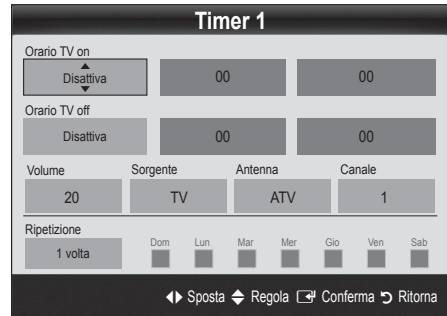 Timer 1
Orario TV on
Disattiva 00 00
Orario TV off
Disattiva 00 00
Volume Sorgente Antenna Canale
20 TV ATV 1
Ripetizione
Dom Lun Mar Mer Gio Ven Sab
1 volta
Sposta Regola Conferma Ritorna